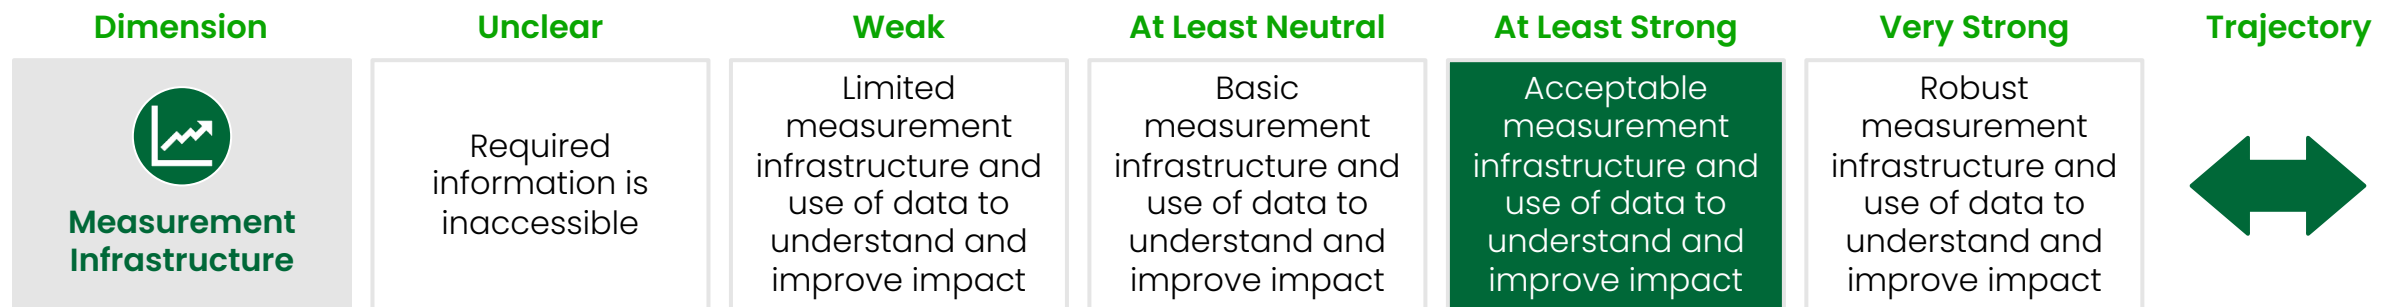 Dimension
Unclear
Weak
At Least Neutral
At Least Strong
Very Strong
Trajectory
Measurement
Infrastructure
Required
information is
inaccessible
Limited
measurement
infrastructure and
use of data to
understand and
improve impact
Basic
measurement
infrastructure and
use of data to
understand and
improve impact
Acceptable
measurement
infrastructure and
use of data to
understand and
improve impact
Robust
measurement
infrastructure and
use of data to
understand and
improve impact